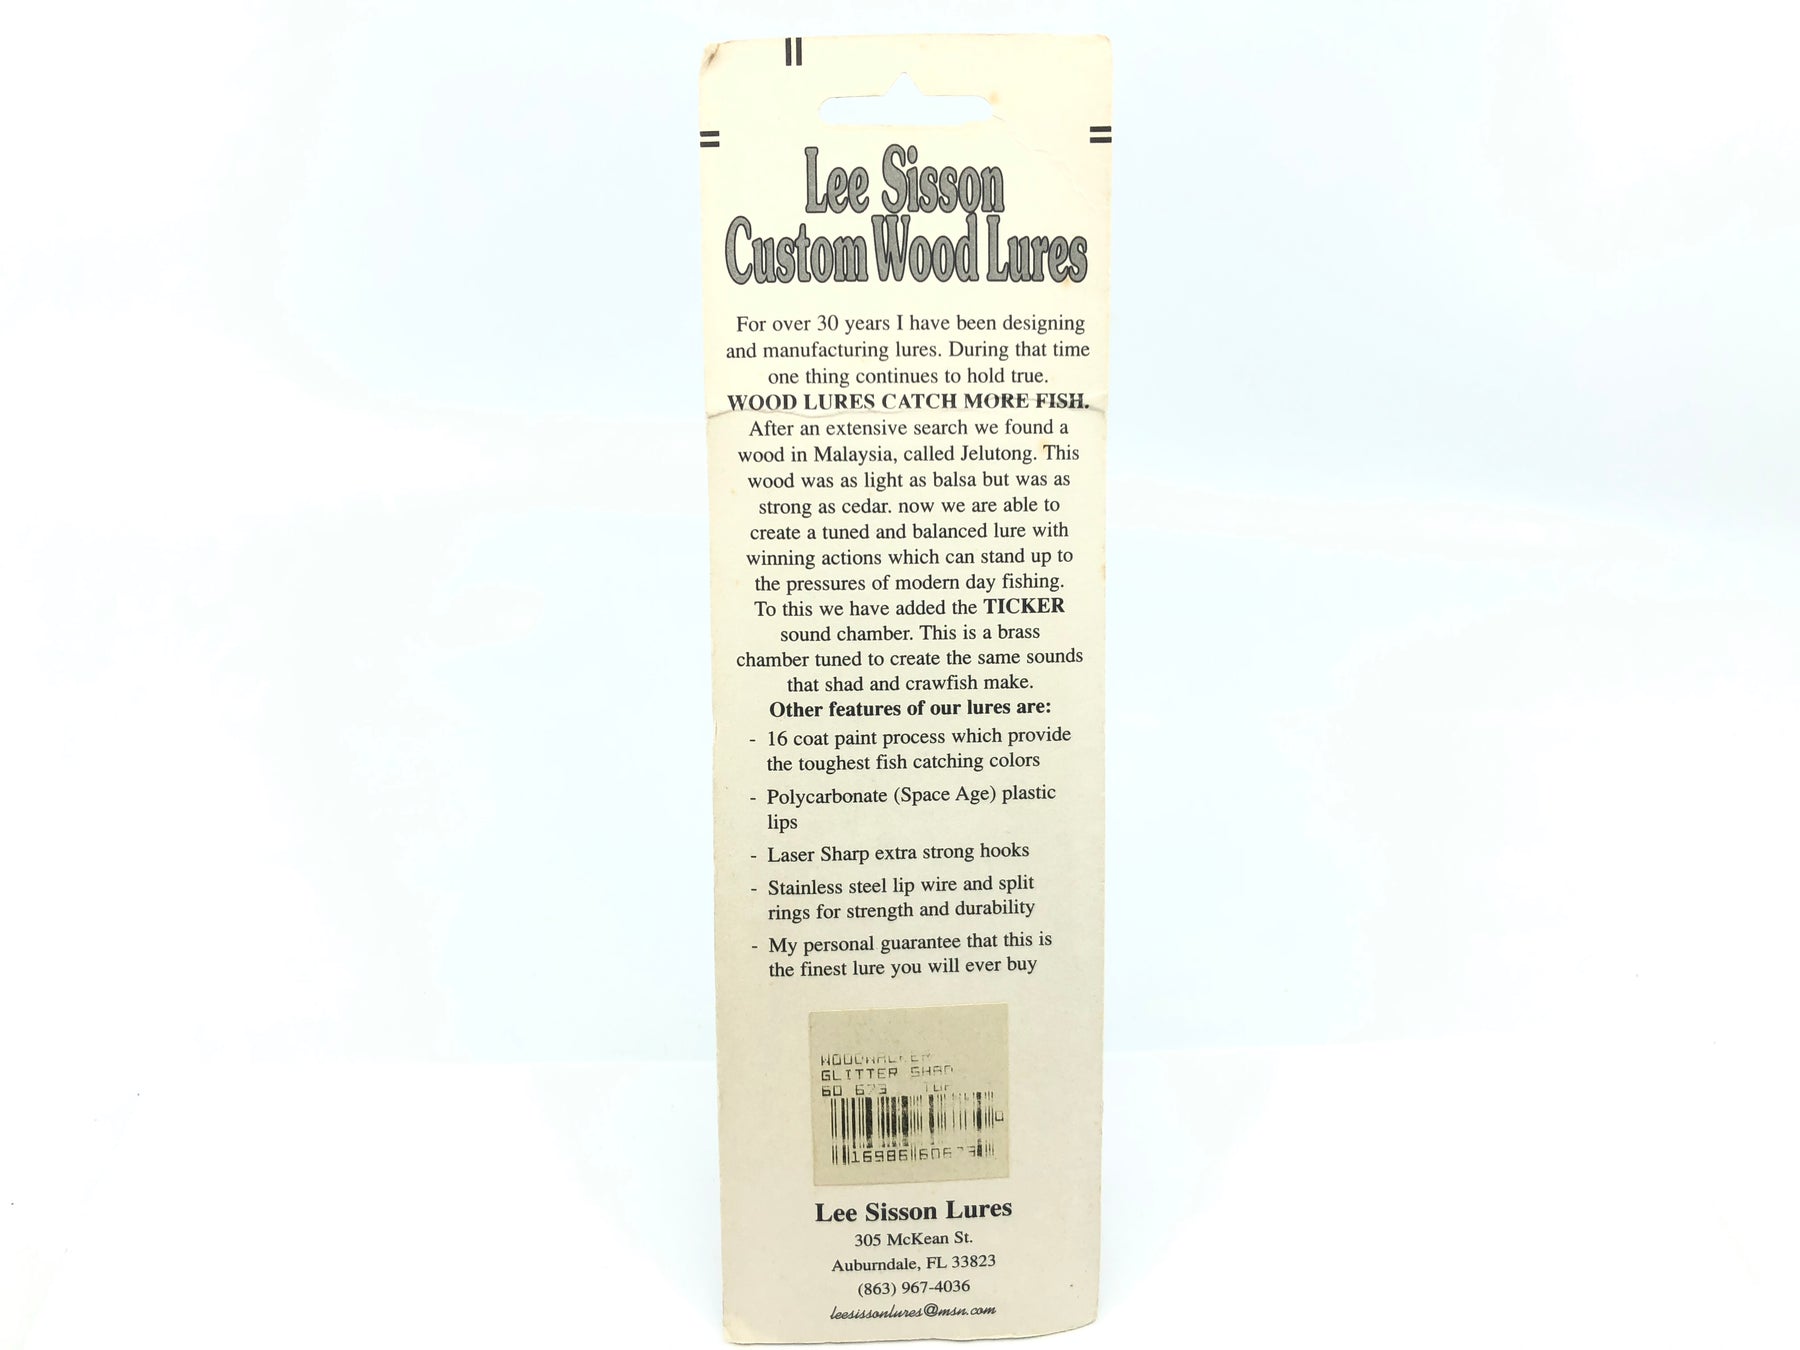 Lee Sisson
Custom Wood Lures
For over 30 years I have been designing
and manufacturing lures. During that time
one thing continues to hold true.
WOOD LURES CATCH MORE FISH.
After an extensive search we found a
wood in Malaysia, called Jelutong. This
wood was as light as balsa but was as
strong as cedar. now we are able to
create a tuned and balanced lure with
winning actions which can stand up to
the pressures of modern day fishing.
To this we have added the TICKER
sound chamber. This is a brass
chamber tuned to create the same sounds
that shad and crawfish make.
Other features of our lures are:
- 16 coat paint process which provide
the toughest fish catching colors
- Polycarbonate (Space Age) plastic
lips
- Laser Sharp extra strong hooks
- Stainless steel lip wire and split
rings for strength and durability
- My personal guarantee that this is
the finest lure you will ever buy
WOODWALKER
GLITTER SHAD
60 673
16986
Lee Sisson Lures
305 McKean St.
Auburndale, FL 33823
(863) 967-4036
leesissonlures@msn.com